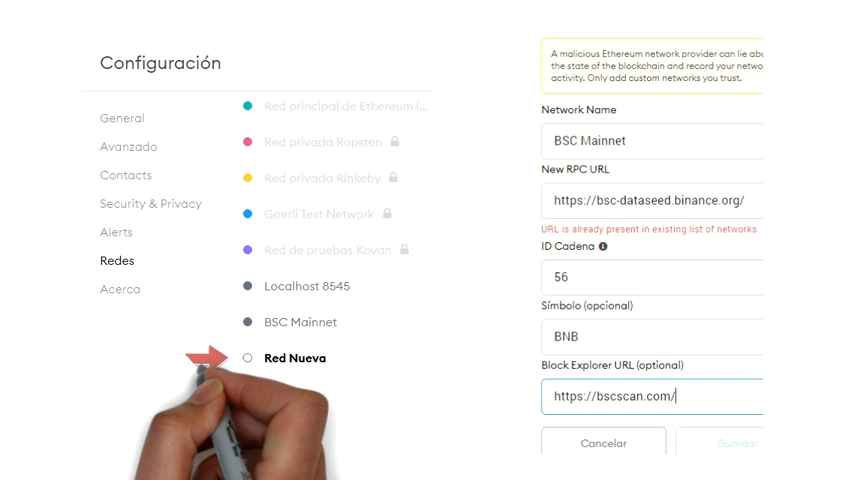 Configuración
General
Avanzado
Contacts
Security & Privacy
Alerts
Redes
Acerca
Red principal de Ethereum (...
Red privada Ropsten
Red privada Rinkeby
Goerli Test Network
Red de pruebas Kovan
Localhost 8545
BSC Mainnet
Red Nueva
A malicious Ethereum network provider can lie abo
the state of the blockchain and record your netwo
activity. Only add custom networks you trust.
Network Name
BSC Mainnet
New RPC URL
https://bsc-dataseed.binance.org/
URL is already present in existing list of networks
ID Cadena
56
Símbolo (opcional)
BNB
Block Explorer URL (optional)
https://bscscan.com/
Cancelar
Guardar